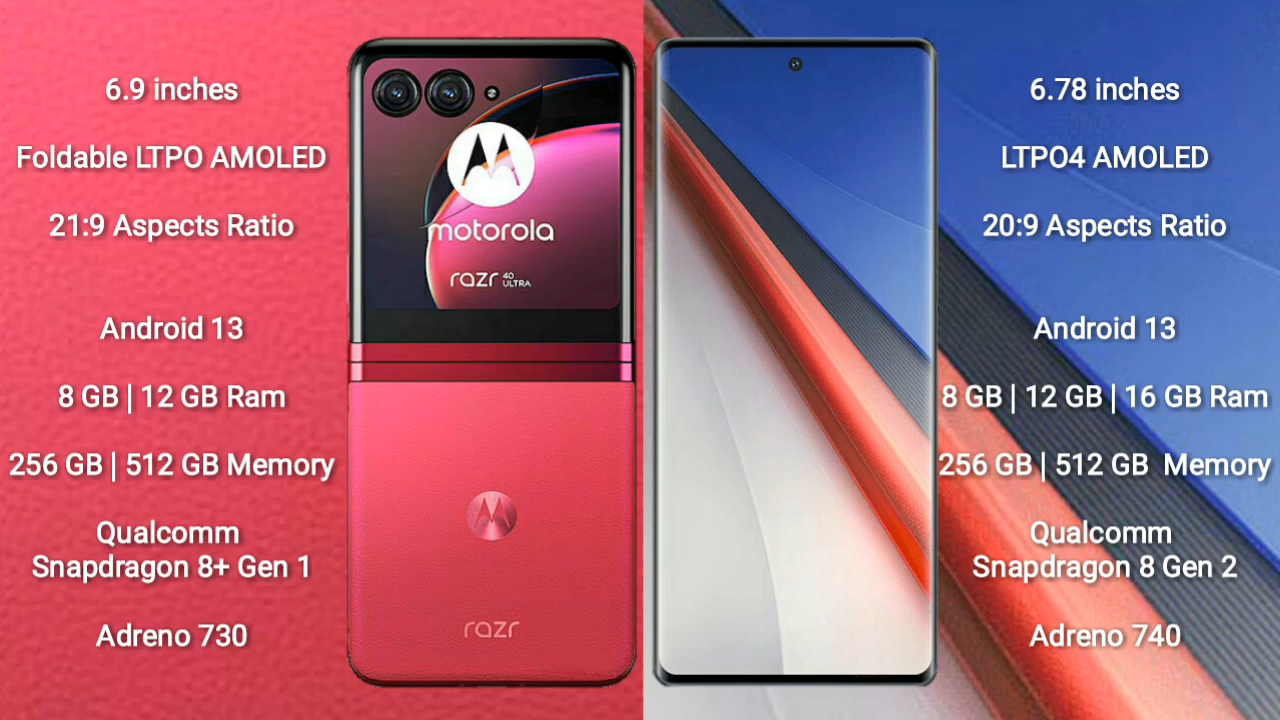 6.9 inches
Foldable LTPO AMOLED
21:9 Aspects Ratio
Android 13
8 GB | 12 GB Ram
256 GB | 512 GB Memory
Qualcomm
Snapdragon 8+ Gen 1
Adreno 730
motorola
razr 40
ULTRA
razr
6.78 inches
LTPO4 AMOLED
20:9 Aspects Ratio
Android 13
8 GB | 12 GB | 16 GB Ram
256 GB | 512 GB Memory
Qualcomm
Snapdragon 8 Gen 2
Adreno 740